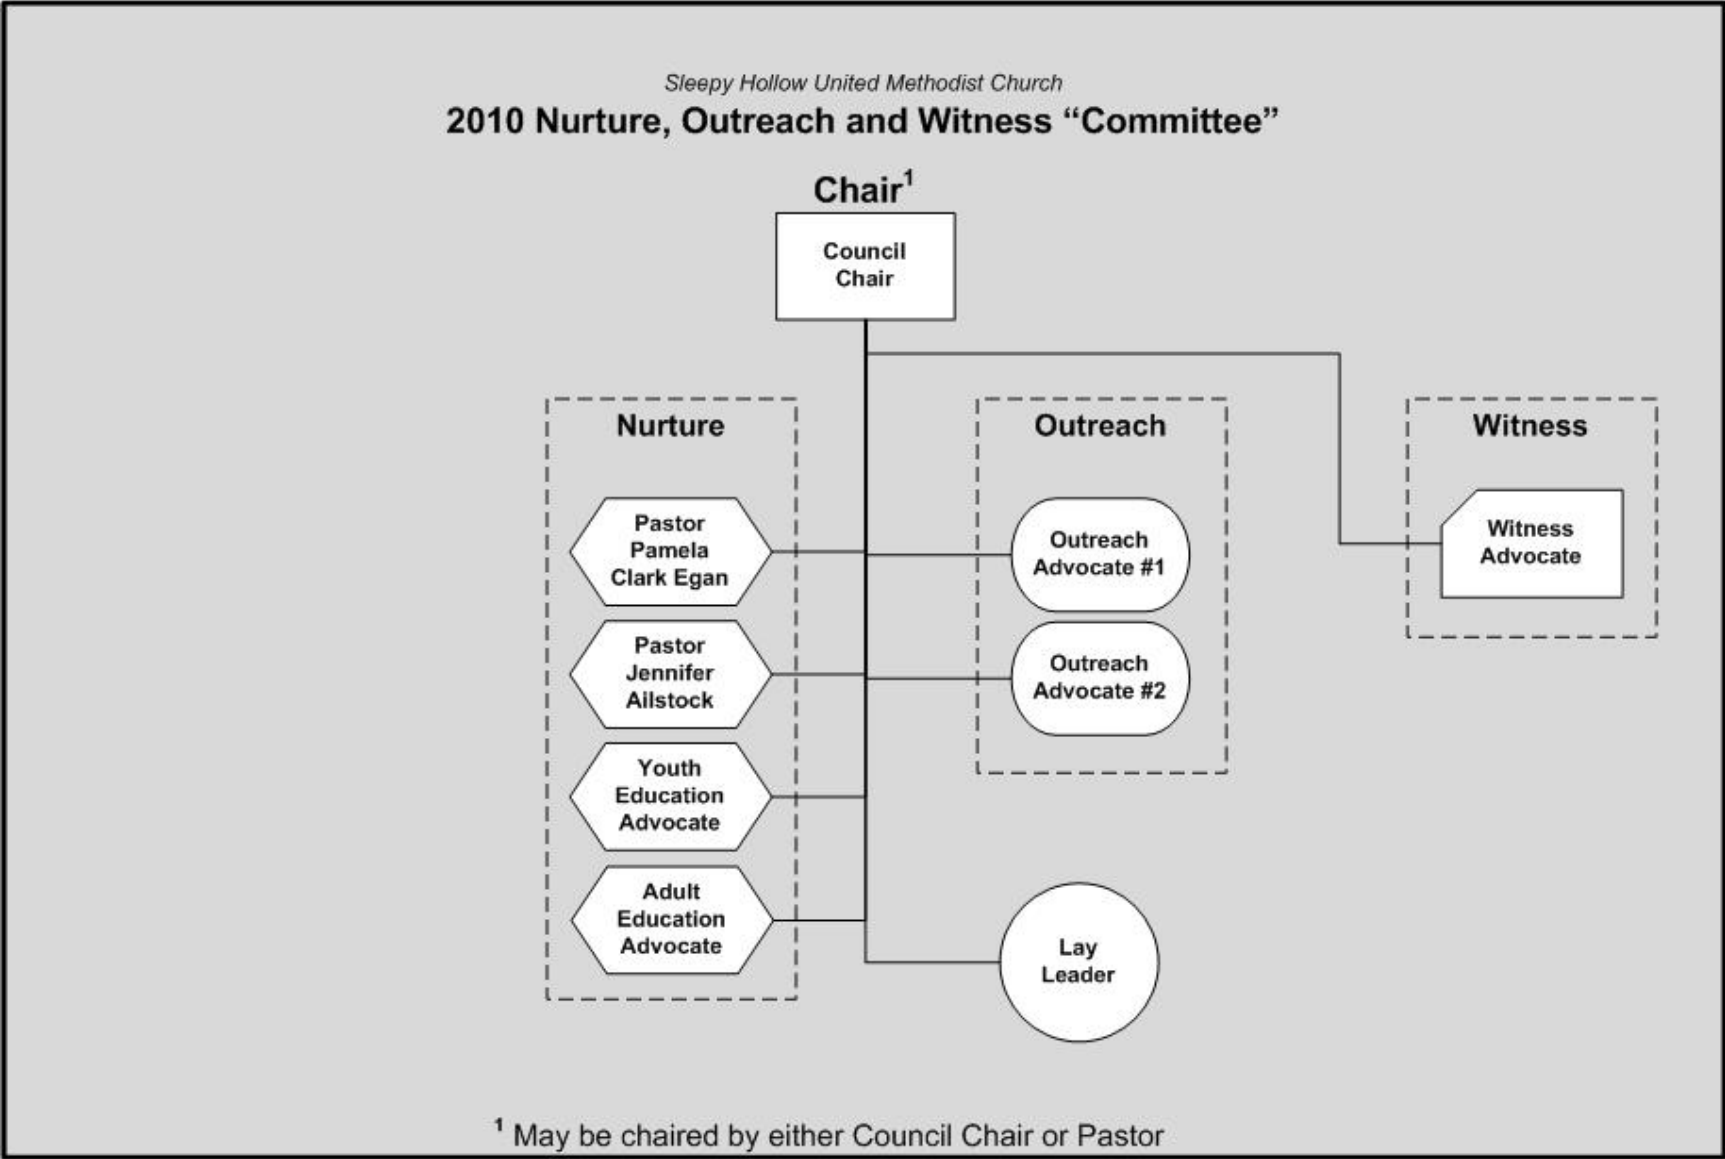 Sleepy Hollow United Methodist Church
2010 Nurture, Outreach and Witness “Committee”
Chair¹
Council
Chair
Nurture
Pastor
Pamela
Clark Egan
Pastor
Jennifer
Ailstock
Youth
Education
Advocate
Adult
Education
Advocate
Outreach
Outreach
Advocate #1
Outreach
Advocate #2
Witness
Witness
Advocate
Lay
Leader
¹ May be chaired by either Council Chair or Pastor